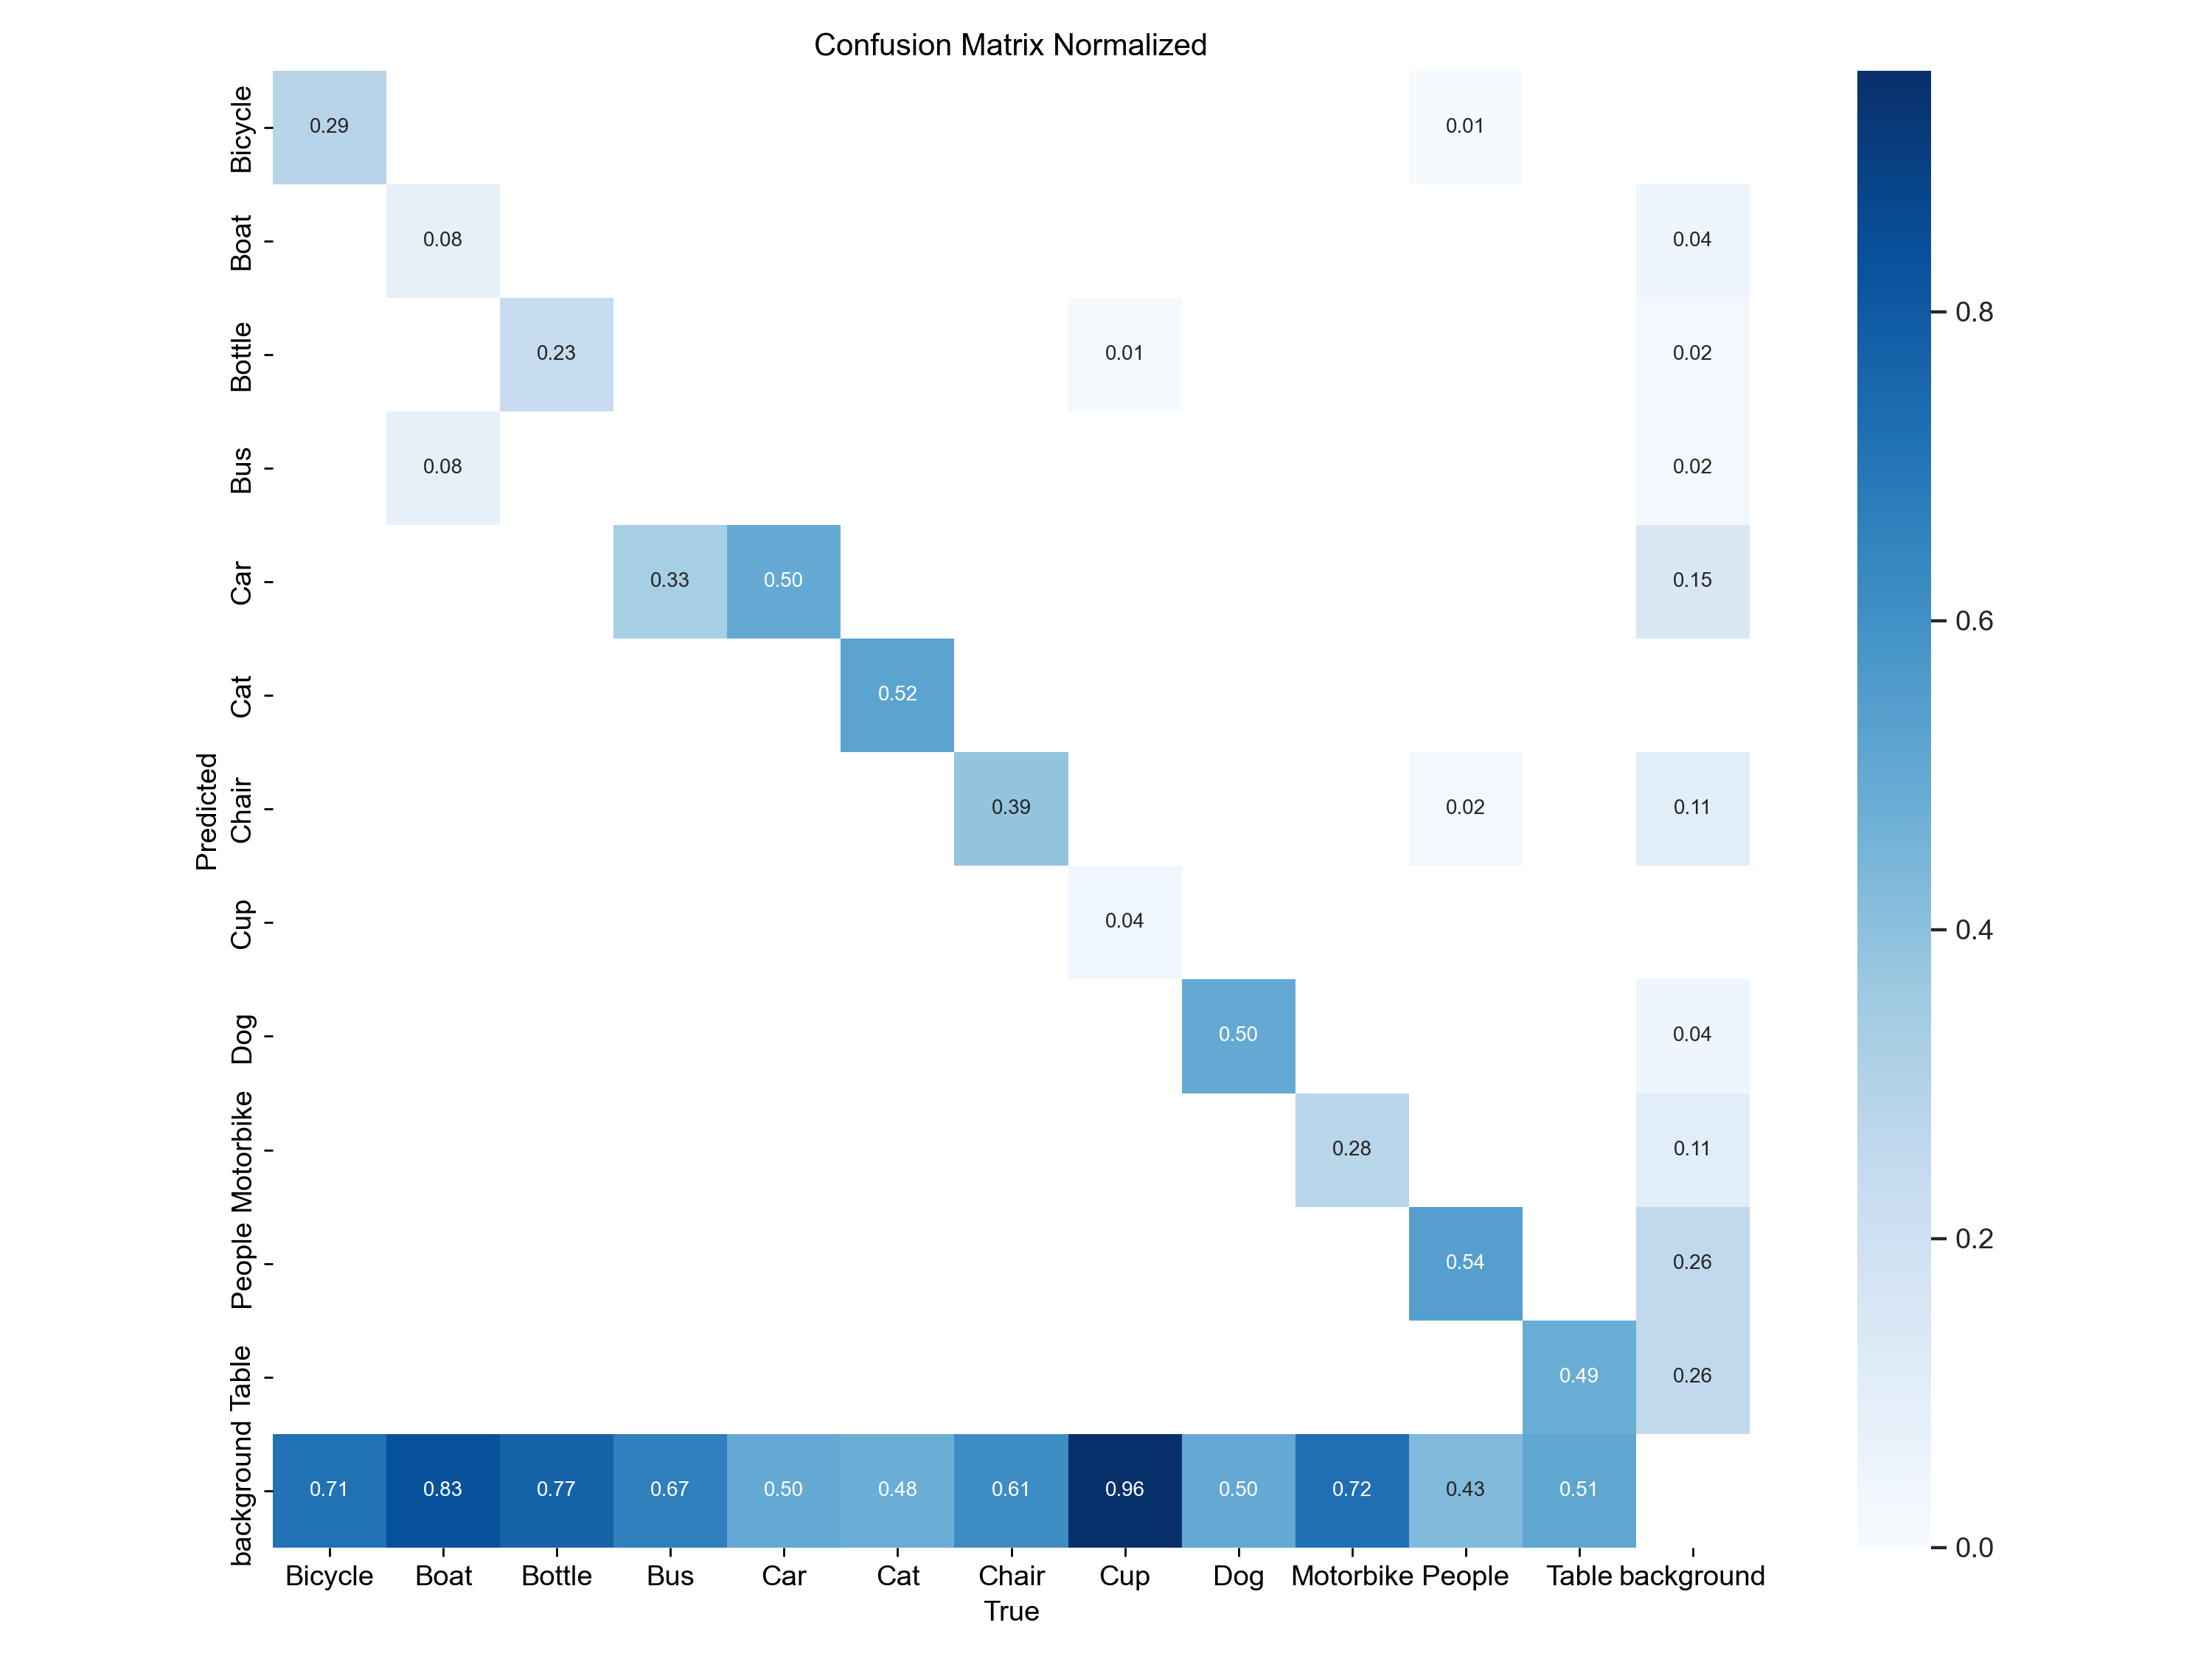 Confusion Matrix Normalized
Bicycle
0.29
0.01
Boat
0.08
0.04
Bottle
0.23
0.01
0.02
Bus
0.08
0.02
Car
0.33
0.50
0.15
Cat
0.52
Chair
0.39
0.02
0.11
Cup
0.04
Dog
0.50
0.04
Motorbike
0.28
0.11
People
0.54
0.26
Table
0.49
0.26
background
0.71
0.83
0.77
0.67
0.50
0.48
0.61
0.96
0.50
0.72
0.43
0.51
Predicted
Bicycle
Boat
Bottle
Bus
Car
Cat
Chair
Cup
Dog
Motorbike
People
Table
background
True
0.8
0.6
0.4
0.2
0.0